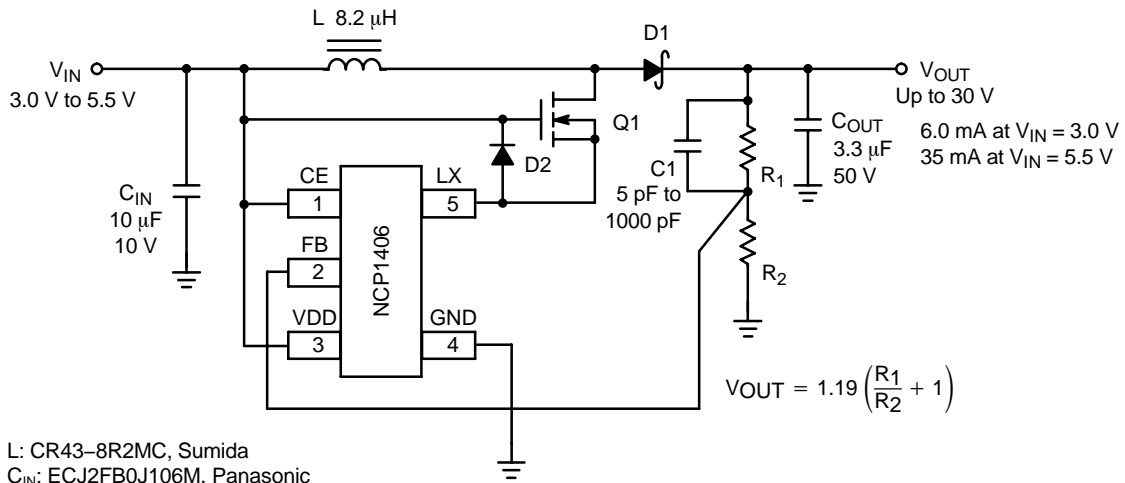 L 8.2 µH
D1
VIN
3.0 V to 5.5 V
VOUT
Up to 30 V
6.0 mA at VIN = 3.0 V
35 mA at VIN = 5.5 V
Q1
D2
COUT
3.3 µF
50 V
C1
5 pF to
1000 pF
R1
R2
CIN
10 µF
10 V
CE
1
LX
5
FB
2
NCP1406
VDD
3
GND
4
VOUT = 1.19 (R1/R2 + 1)
L: CR43–8R2MC, Sumida
CIN: ECJ2FB0J106M, Panasonic